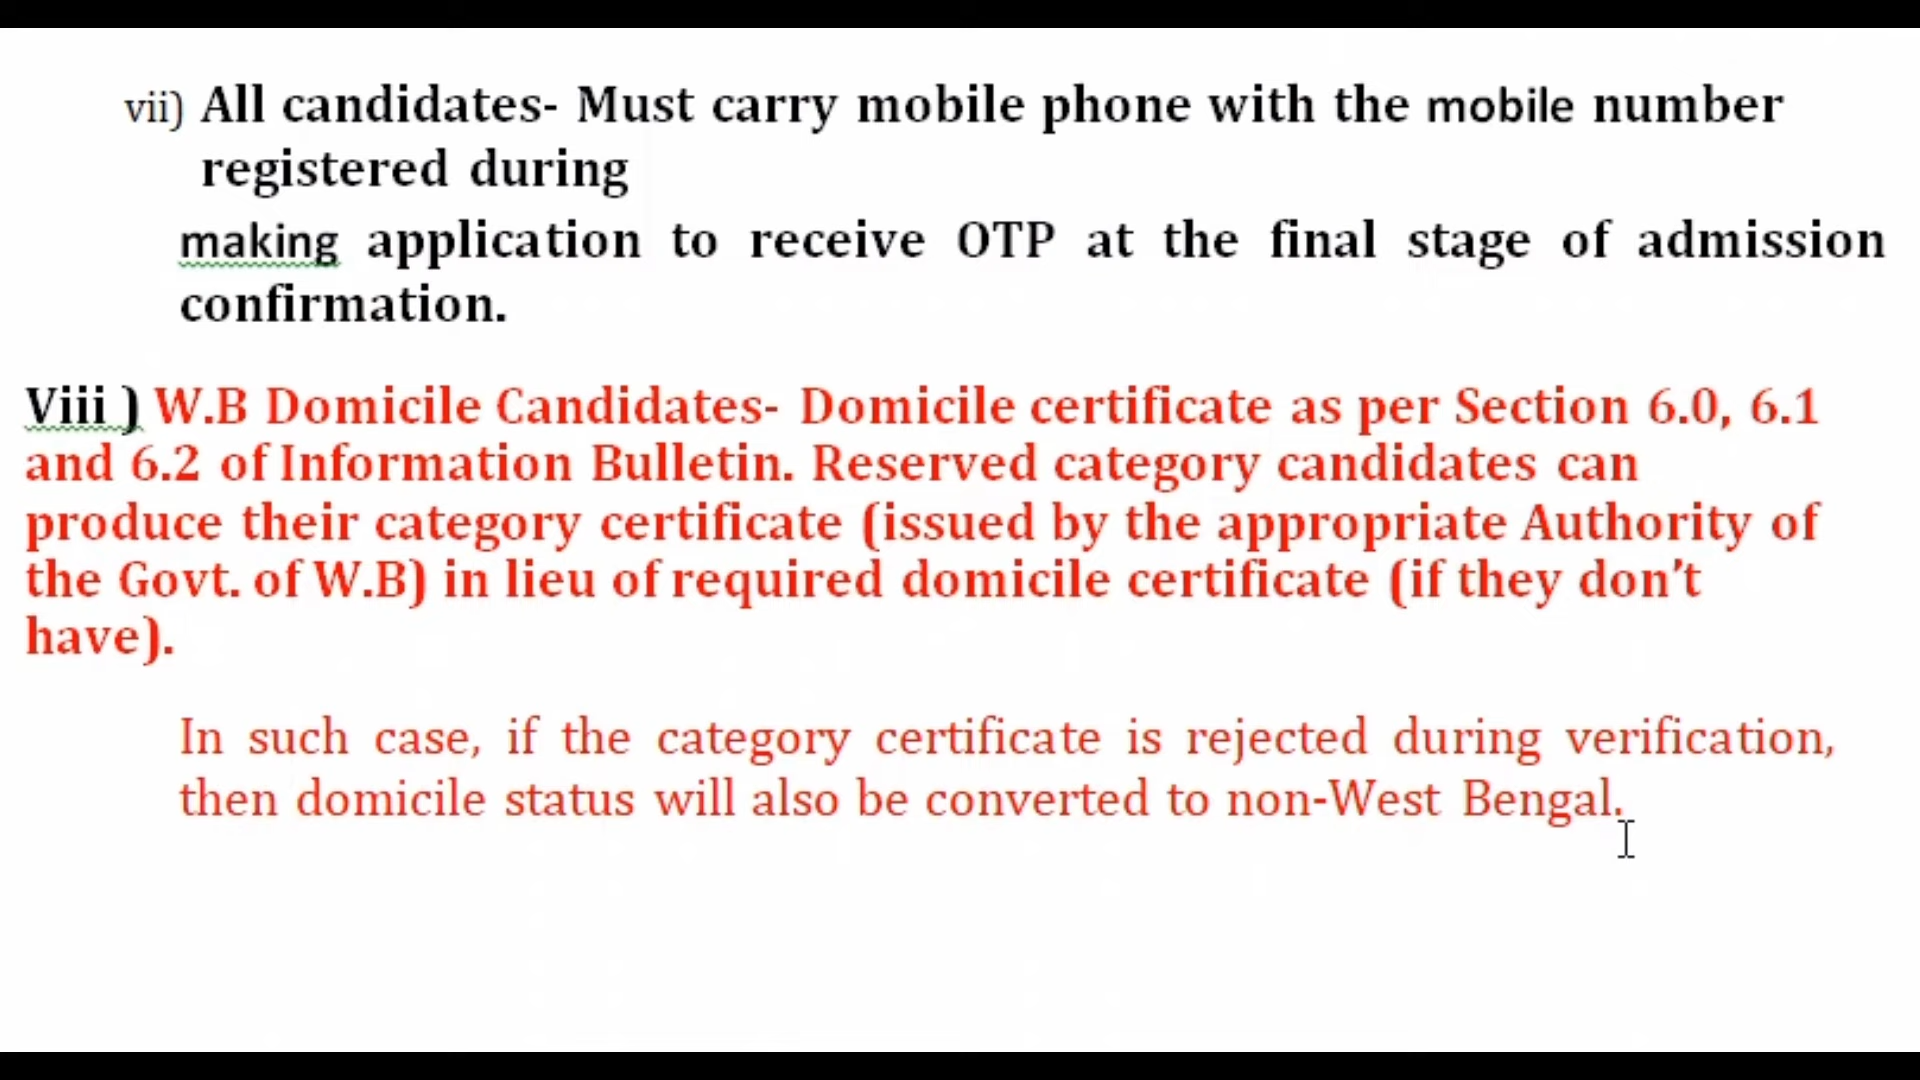 vii) All candidates- Must carry mobile phone with the mobile number
registered during
making application to receive OTP at the final stage of admission
confirmation.
Viii ) W.B Domicile Candidates- Domicile certificate as per Section 6.0, 6.1
and 6.2 of Information Bulletin. Reserved category candidates can
produce their category certificate (issued by the appropriate Authority of
the Govt. of W.B) in lieu of required domicile certificate (if they don’t
have).
In such case, if the category certificate is rejected during verification,
then domicile status will also be converted to non-West Bengal.